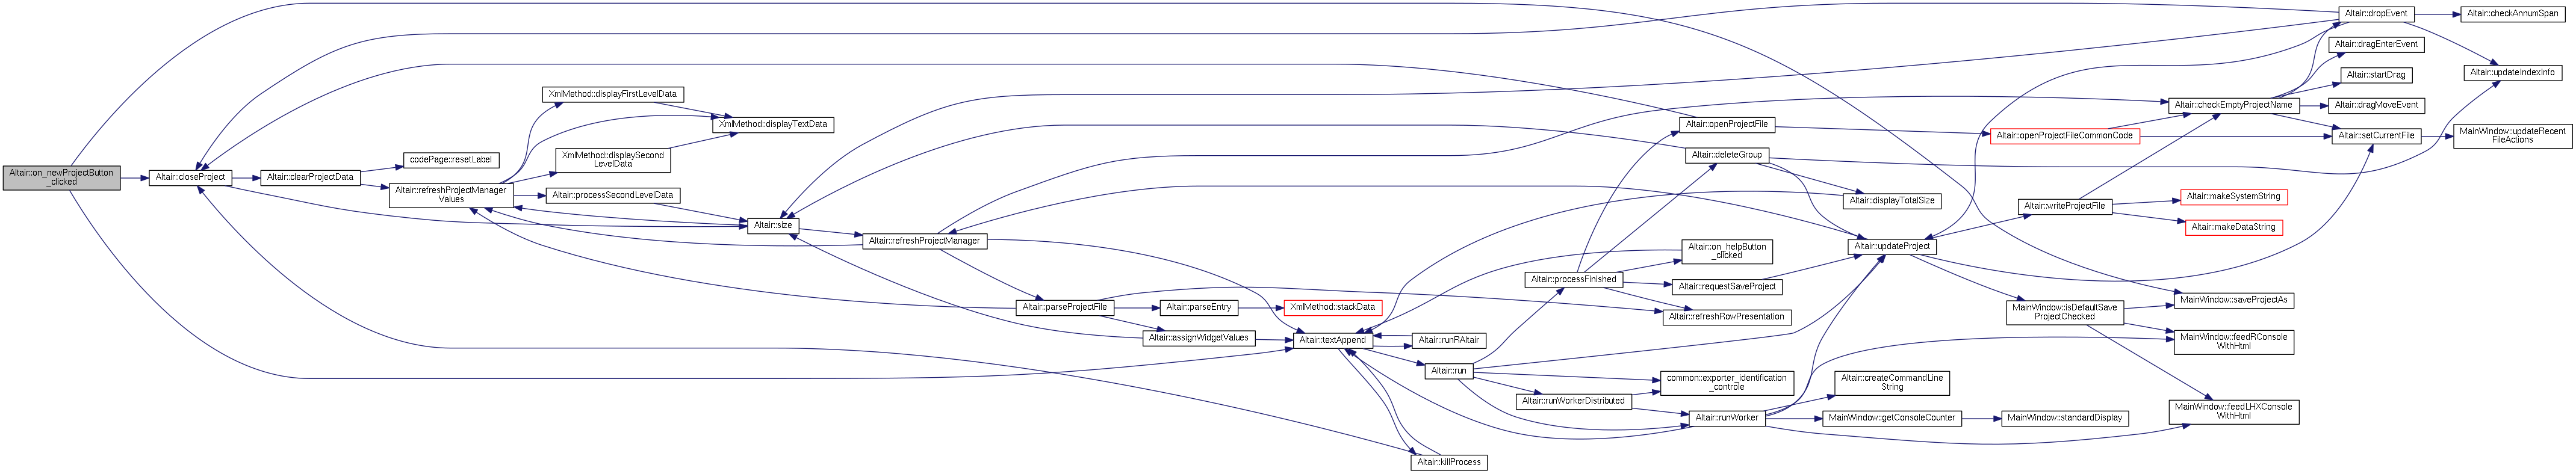 Altair::on_newProjectButton
_clicked
Altair::closeProject
Altair::clearProjectData
codePage::resetLabel
Altair::refreshProjectManager
Values
XmlMethod::displayFirstLevelData
XmlMethod::displayTextData
XmlMethod::displaySecond
LevelData
Altair::processSecondLevelData
Altair::size
Altair::refreshProjectManager
Altair::parseProjectFile
Altair::parseEntry
XmlMethod::stackData
Altair::assignWidgetValues
Altair::textAppend
Altair::runRAltair
Altair::run
Altair::killProcess
Altair::processFinished
common::exporter_identification
_controle
Altair::runWorkerDistributed
Altair::openProjectFile
Altair::deleteGroup
Altair::on_helpButton
_clicked
Altair::requestSaveProject
Altair::refreshRowPresentation
Altair::runWorker
Altair::displayTotalSize
Altair::updateProject
Altair::createCommandLine
String
MainWindow::getConsoleCounter
MainWindow::standardDisplay
Altair::openProjectFileCommonCode
Altair::writeProjectFile
MainWindow::isDefaultSave
ProjectChecked
Altair::checkEmptyProjectName
Altair::makeSystemString
Altair::makeDataString
MainWindow::saveProjectAs
MainWindow::feedRConsole
WithHtml
MainWindow::feedLHXConsole
WithHtml
Altair::dropEvent
Altair::dragEnterEvent
Altair::startDrag
Altair::dragMoveEvent
Altair::setCurrentFile
Altair::checkAnnumSpan
Altair::updateIndexInfo
MainWindow::updateRecent
FileActions